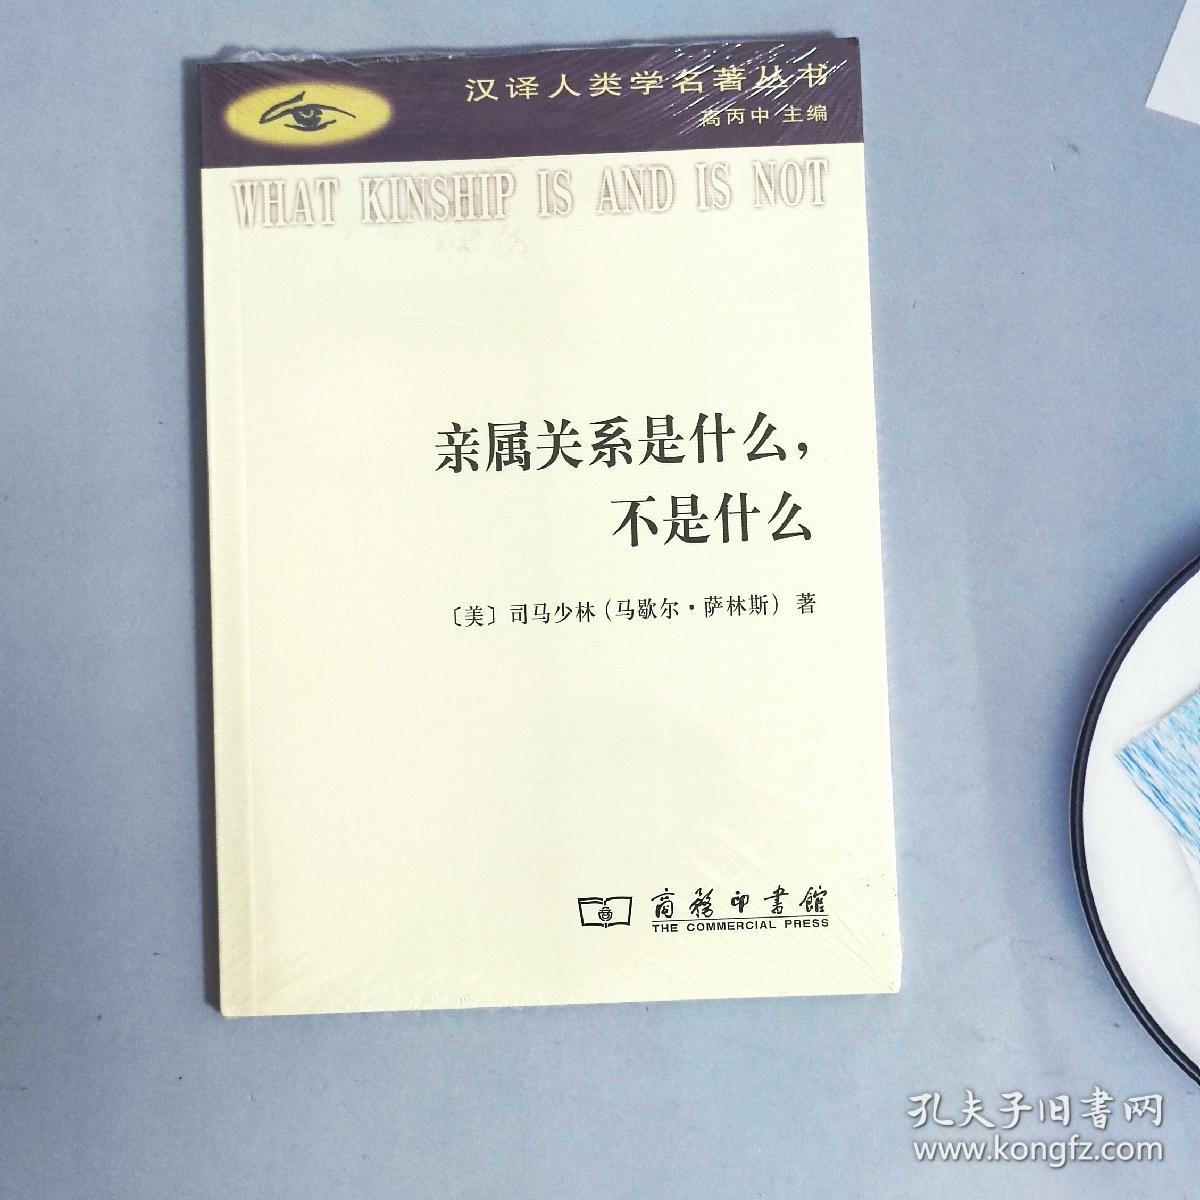 汉译人类学名著丛书
高丙中 主编
WHAT KINSHIP IS AND IS NOT
亲属关系是什么，
不是什么
〔美〕司马少林（马歇尔·萨林斯）著
商務印書館
THE COMMERCIAL PRESS
孔夫子旧书网
www.kongfz.com